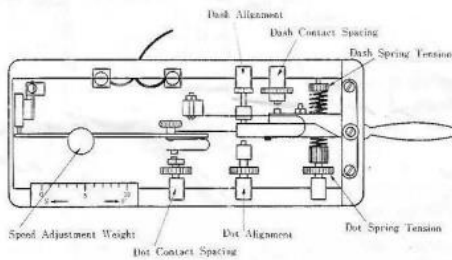 Dash Alignment
Dash Contact Spacing
Dash Spring Tension
Speed Adjustment Weight
Dot Contact Spacing
Dot Alignment
Dot Spring Tension